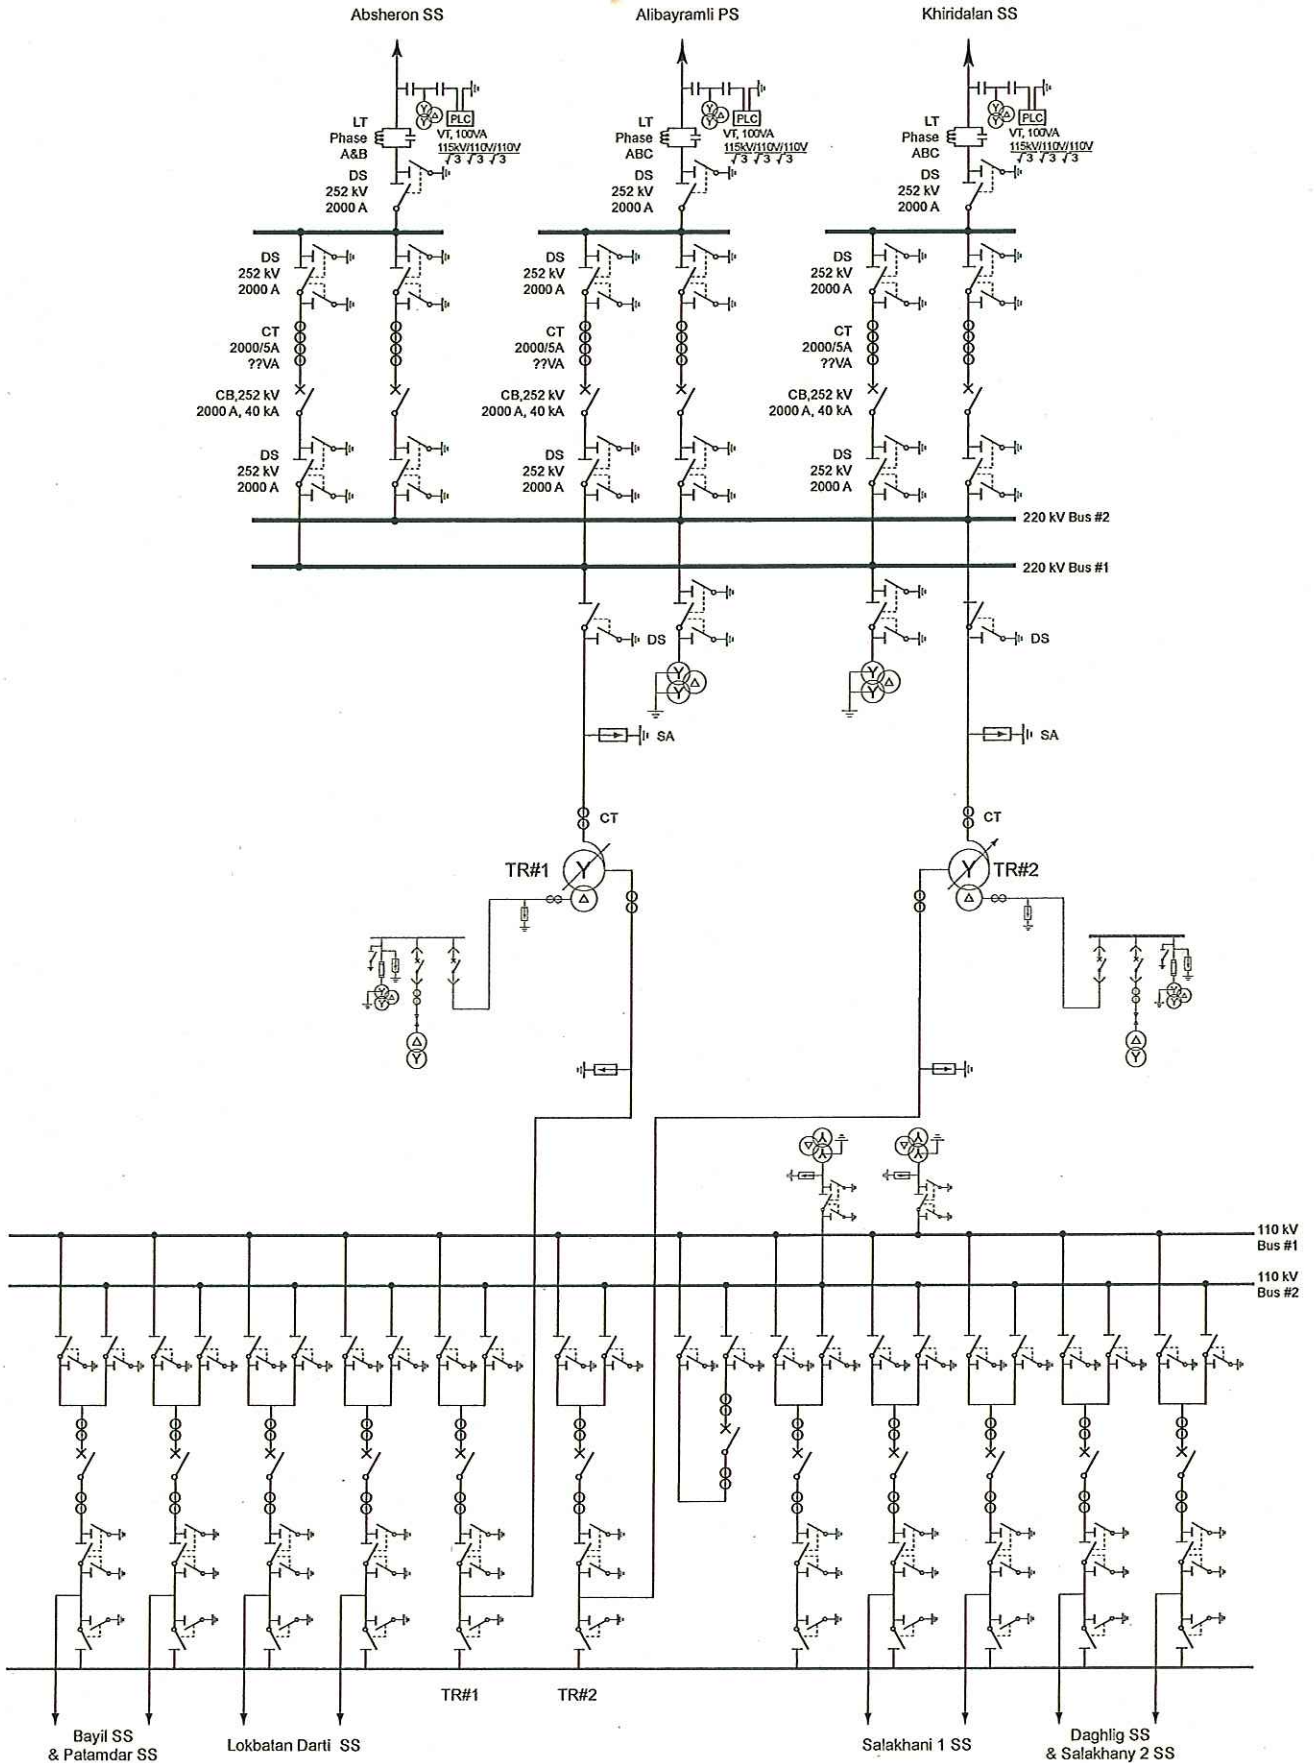 Absheron SS
Alibayramli PS
Khiridalan SS
LT
Phase
A&B
PLC
VT, 100VA
115kV/110V/110V
√3 √3 √3
DS
252 kV
2000 A
LT
Phase
ABC
PLC
VT, 100VA
115kV/110V/110V
√3 √3 √3
DS
252 kV
2000 A
LT
Phase
ABC
PLC
VT, 100VA
115kV/110V/110V
√3 √3 √3
DS
252 kV
2000 A
DS
252 kV
2000 A
CT
2000/5A
??VA
CB,252 kV
2000 A, 40 kA
DS
252 kV
2000 A
DS
252 kV
2000 A
CT
2000/5A
??VA
CB,252 kV
2000 A, 40 kA
DS
252 kV
2000 A
DS
252 kV
2000 A
CT
2000/5A
??VA
CB,252 kV
2000 A, 40 kA
DS
252 kV
2000 A
220 kV Bus #2
220 kV Bus #1
DS
DS
SA
SA
CT
CT
TR#1
TR#2
110 kV
Bus #1
110 kV
Bus #2
TR#1
TR#2
Bayil SS
& Patamdar SS
Lokbatan Darti SS
Salakhani 1 SS
Daghlig SS
& Salakhany 2 SS